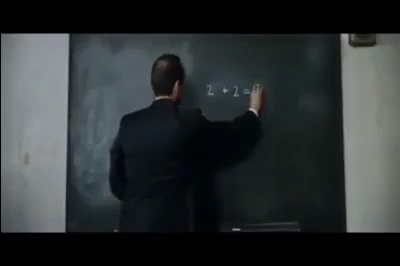 2 + 2 =